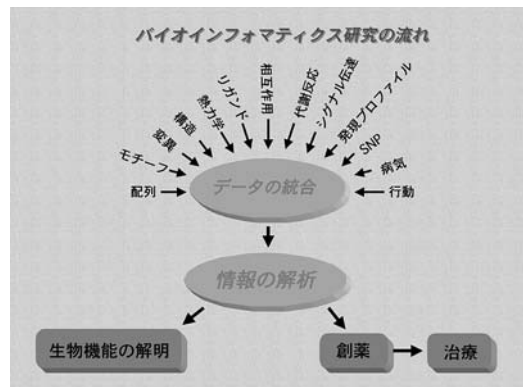 バイオインフォマティクス研究の流れ
配列
モチーフ
変異
構造
熱力学
リガンド
相互作用
代謝反応
シグナル伝達
発現プロファイル
SNP
病気
行動
データの統合
情報の解析
生物機能の解明
創薬
治療